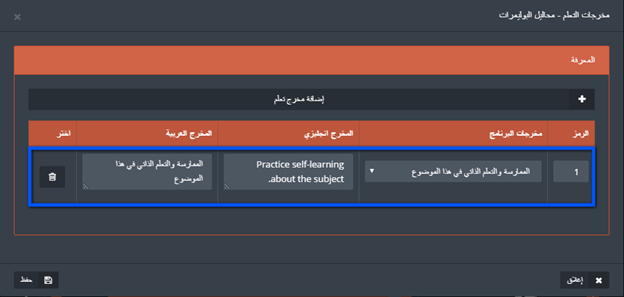 مخرجات التعلم - محاليل البوليمرات
المعرفة
إضافة مخرج تعلم
الرمز
مخرجات البرنامج
المخرج انجليزي
المخرج العربية
اختر
1
الممارسة والتعلم الذاتي في هذا الموضوع
Practice self-learning
.about the subject
الممارسة والتعلم الذاتي في هذا
الموضوع
إغلاق
حفظ